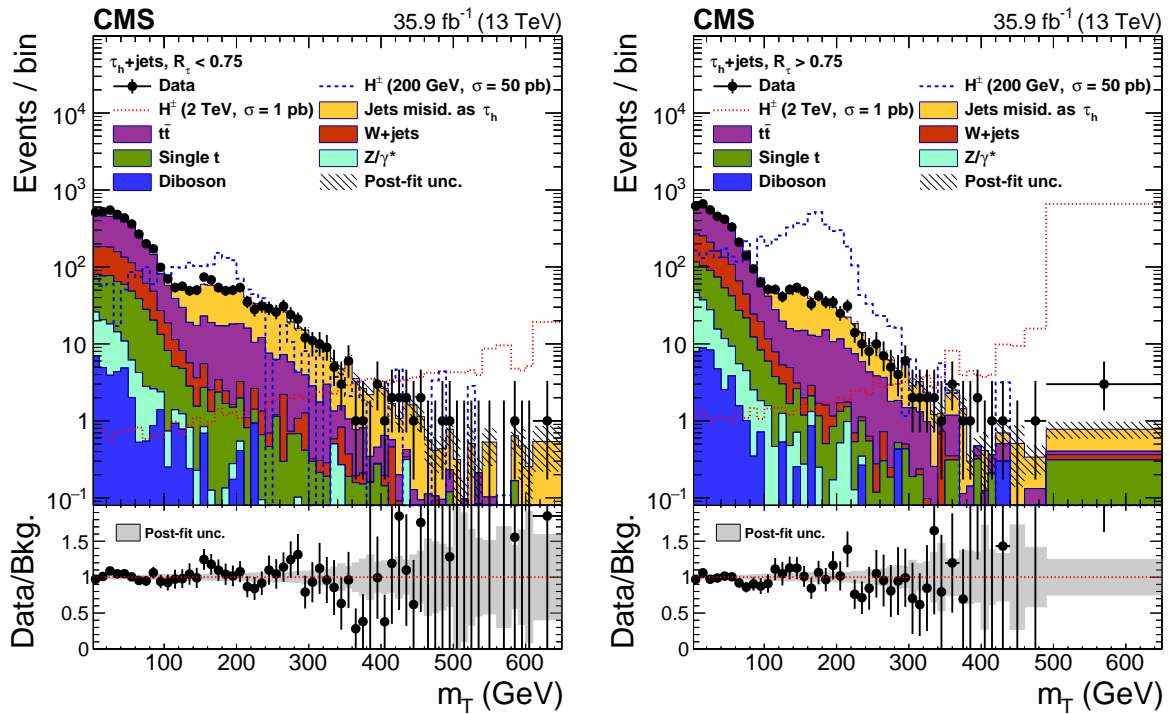 CMS
35.9 fb⁻¹ (13 TeV)
Events / bin
τh+jets, Rτ < 0.75
Data
H± (200 GeV, σ = 50 pb)
H± (2 TeV, σ = 1 pb)
Jets misid. as τh
tt̄
W+jets
Single t
Z/γ*
Diboson
Post-fit unc.
10⁴
10³
10²
10
1
10⁻¹
Data/Bkg.
Post-fit unc.
1.5
1
0.5
0
100 200 300 400 500 600
mT (GeV)
CMS
35.9 fb⁻¹ (13 TeV)
Events / bin
τh+jets, Rτ > 0.75
Data
H± (200 GeV, σ = 50 pb)
H± (2 TeV, σ = 1 pb)
Jets misid. as τh
tt̄
W+jets
Single t
Z/γ*
Diboson
Post-fit unc.
10⁴
10³
10²
10
1
10⁻¹
Data/Bkg.
Post-fit unc.
1.5
1
0.5
0
100 200 300 400 500 600
mT (GeV)